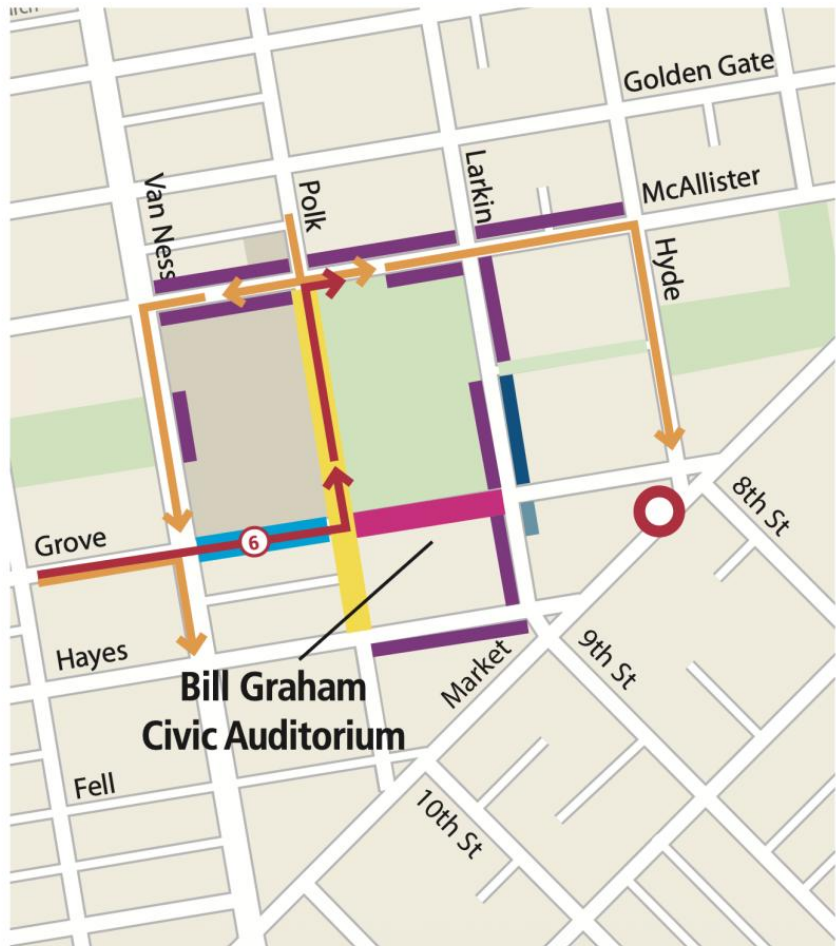 Golden Gate
McAllister
Van Ness
Polk
Larkin
Hyde
8th St
Grove
6
Hayes
9th St
Market
Bill Graham
Civic Auditorium
Fell
10th St